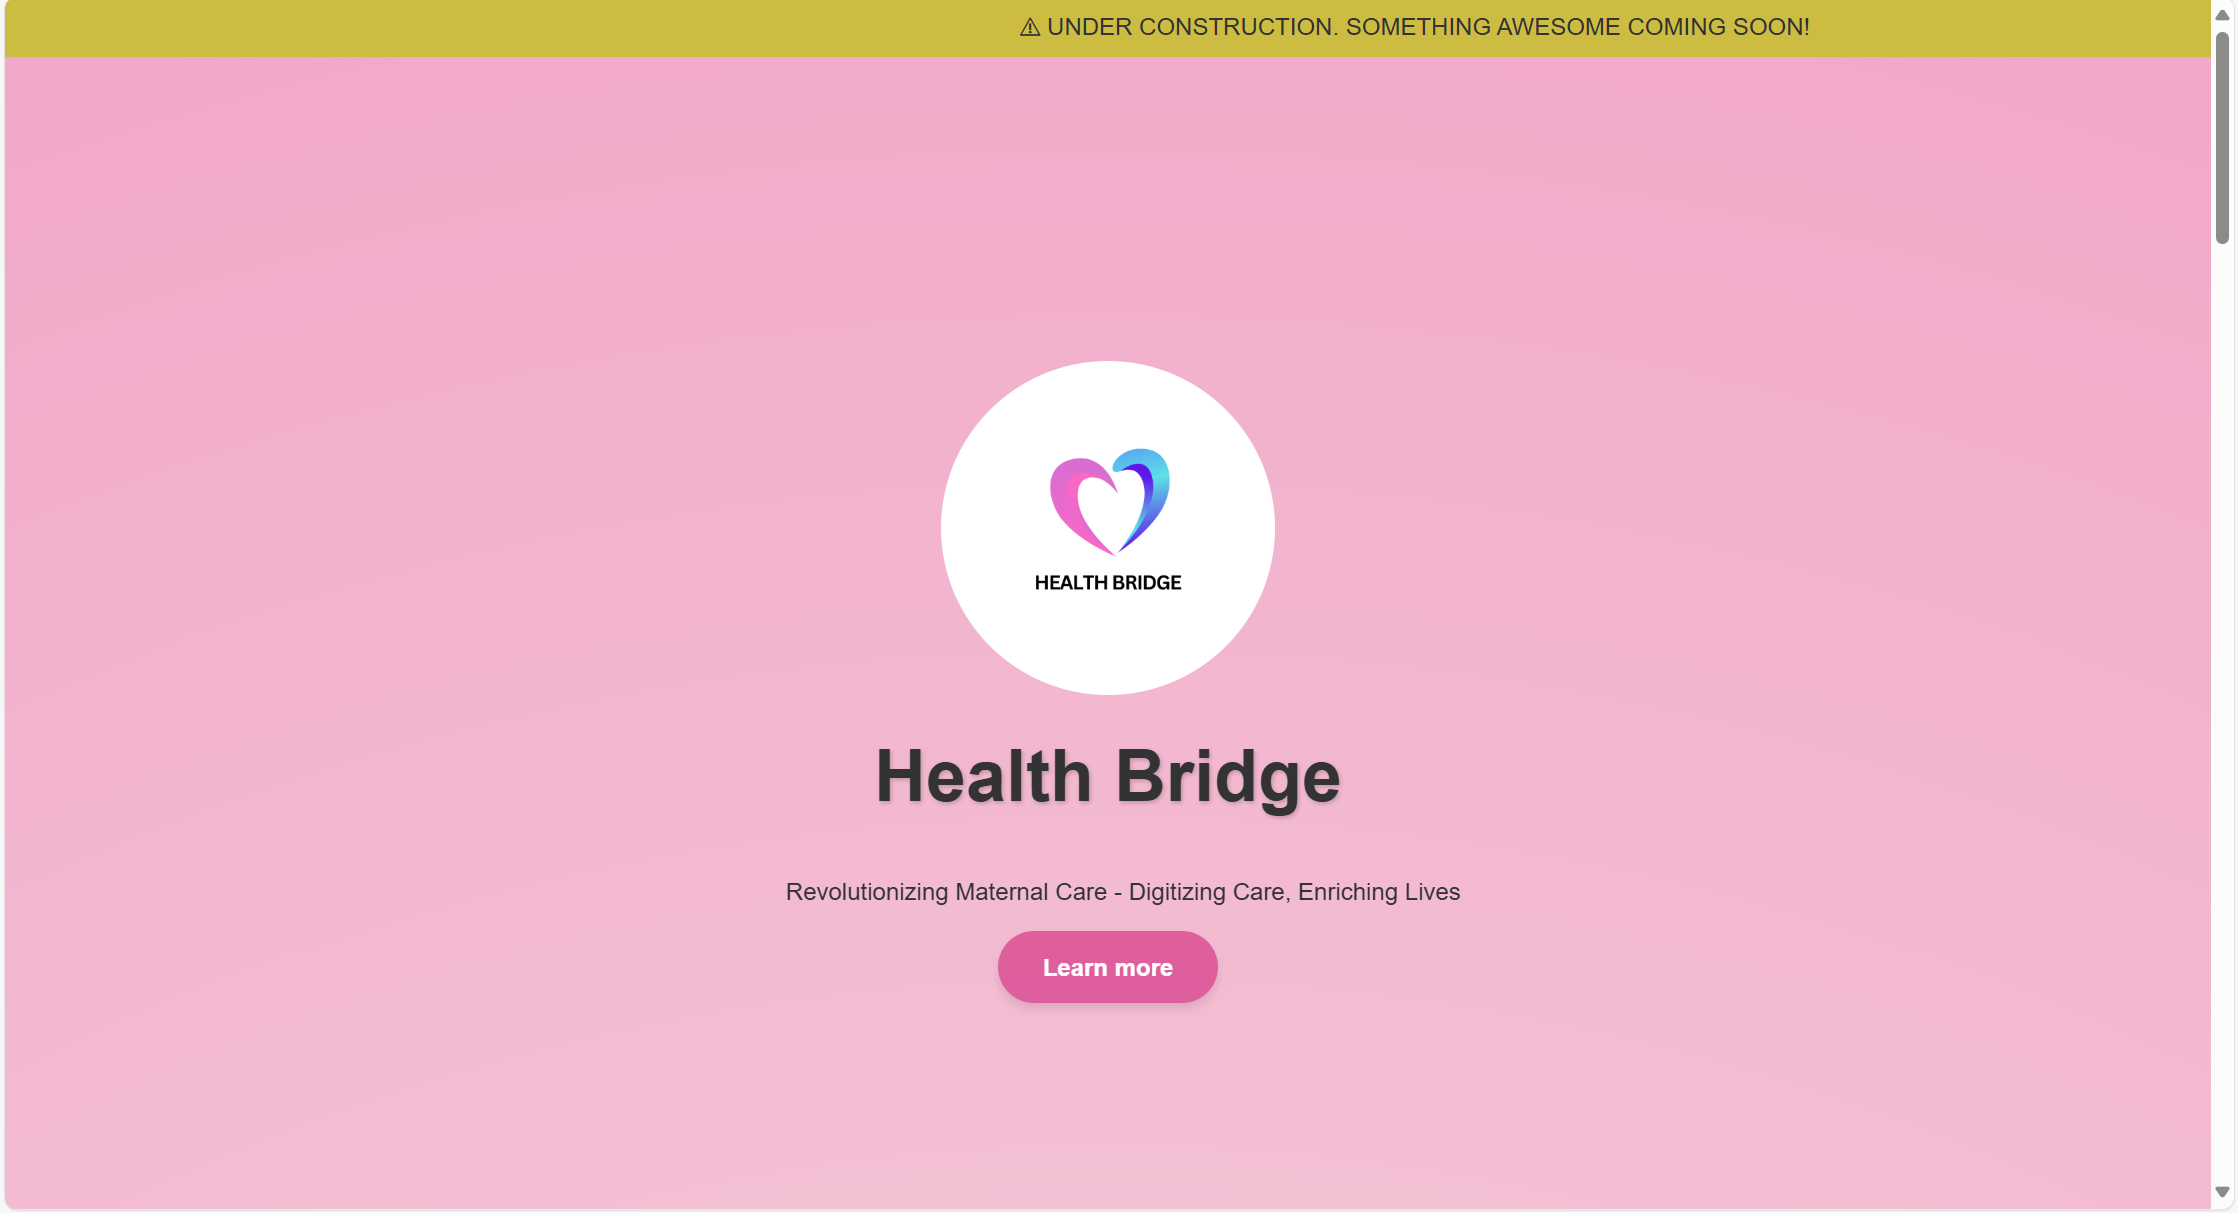 ⚠ UNDER CONSTRUCTION. SOMETHING AWESOME COMING SOON!
HEALTH BRIDGE
Health Bridge
Revolutionizing Maternal Care - Digitizing Care, Enriching Lives
Learn more